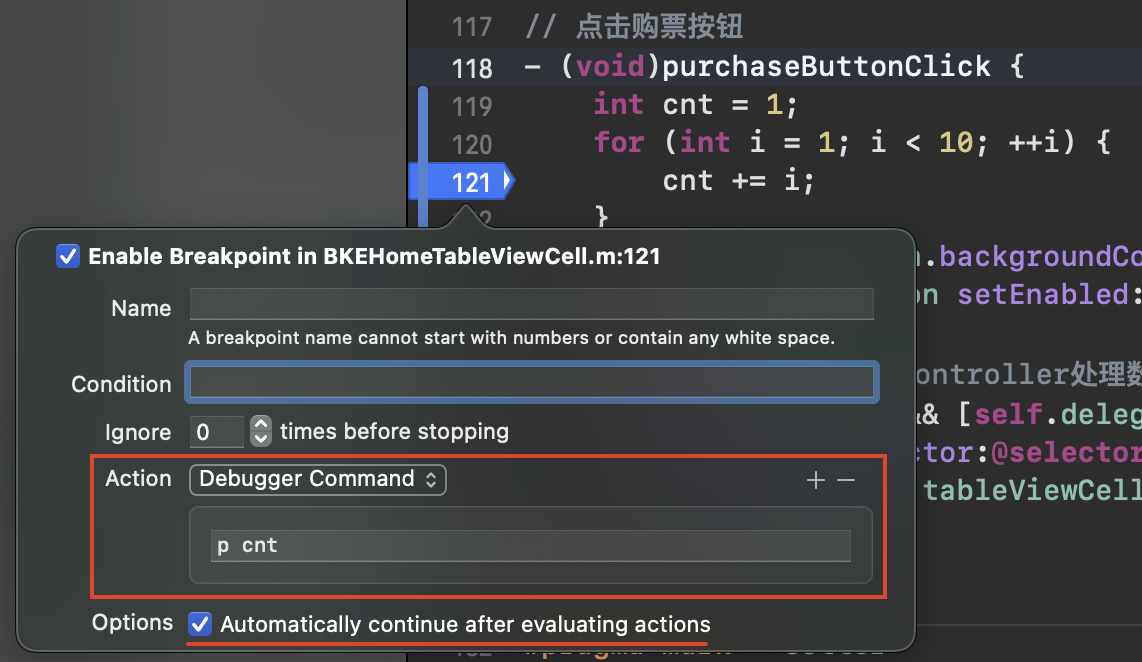 117 // 点击购票按钮
118 - (void)purchaseButtonClick {
119 int cnt = 1;
120 for (int i = 1; i < 10; ++i) {
121 cnt += i;
}
Enable Breakpoint in BKEHomeTableViewCell.m:121
.backgroundCo
Name
setEnabled:
A breakpoint name cannot start with numbers or contain any white space.
Condition
ontroller处理数
Ignore 0 times before stopping
&& [self.deleg
Action Debugger Command + −
ctor:@selector
tableViewCell
p cnt
Options Automatically continue after evaluating actions